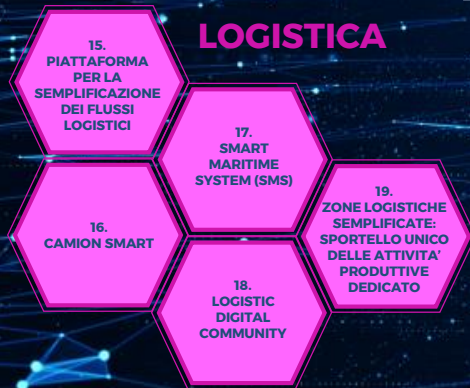 LOGISTICA
15.
PIATTAFORMA
PER LA
SEMPLIFICAZIONE
DEI FLUSSI
LOGISTICI
16.
CAMION SMART
17.
SMART
MARITIME
SYSTEM (SMS)
18.
LOGISTIC
DIGITAL
COMMUNITY
19.
ZONE LOGISTICHE
SEMPLIFICATE:
SPORTELLO UNICO
DELLE ATTIVITA'
PRODUTTIVE
DEDICATO